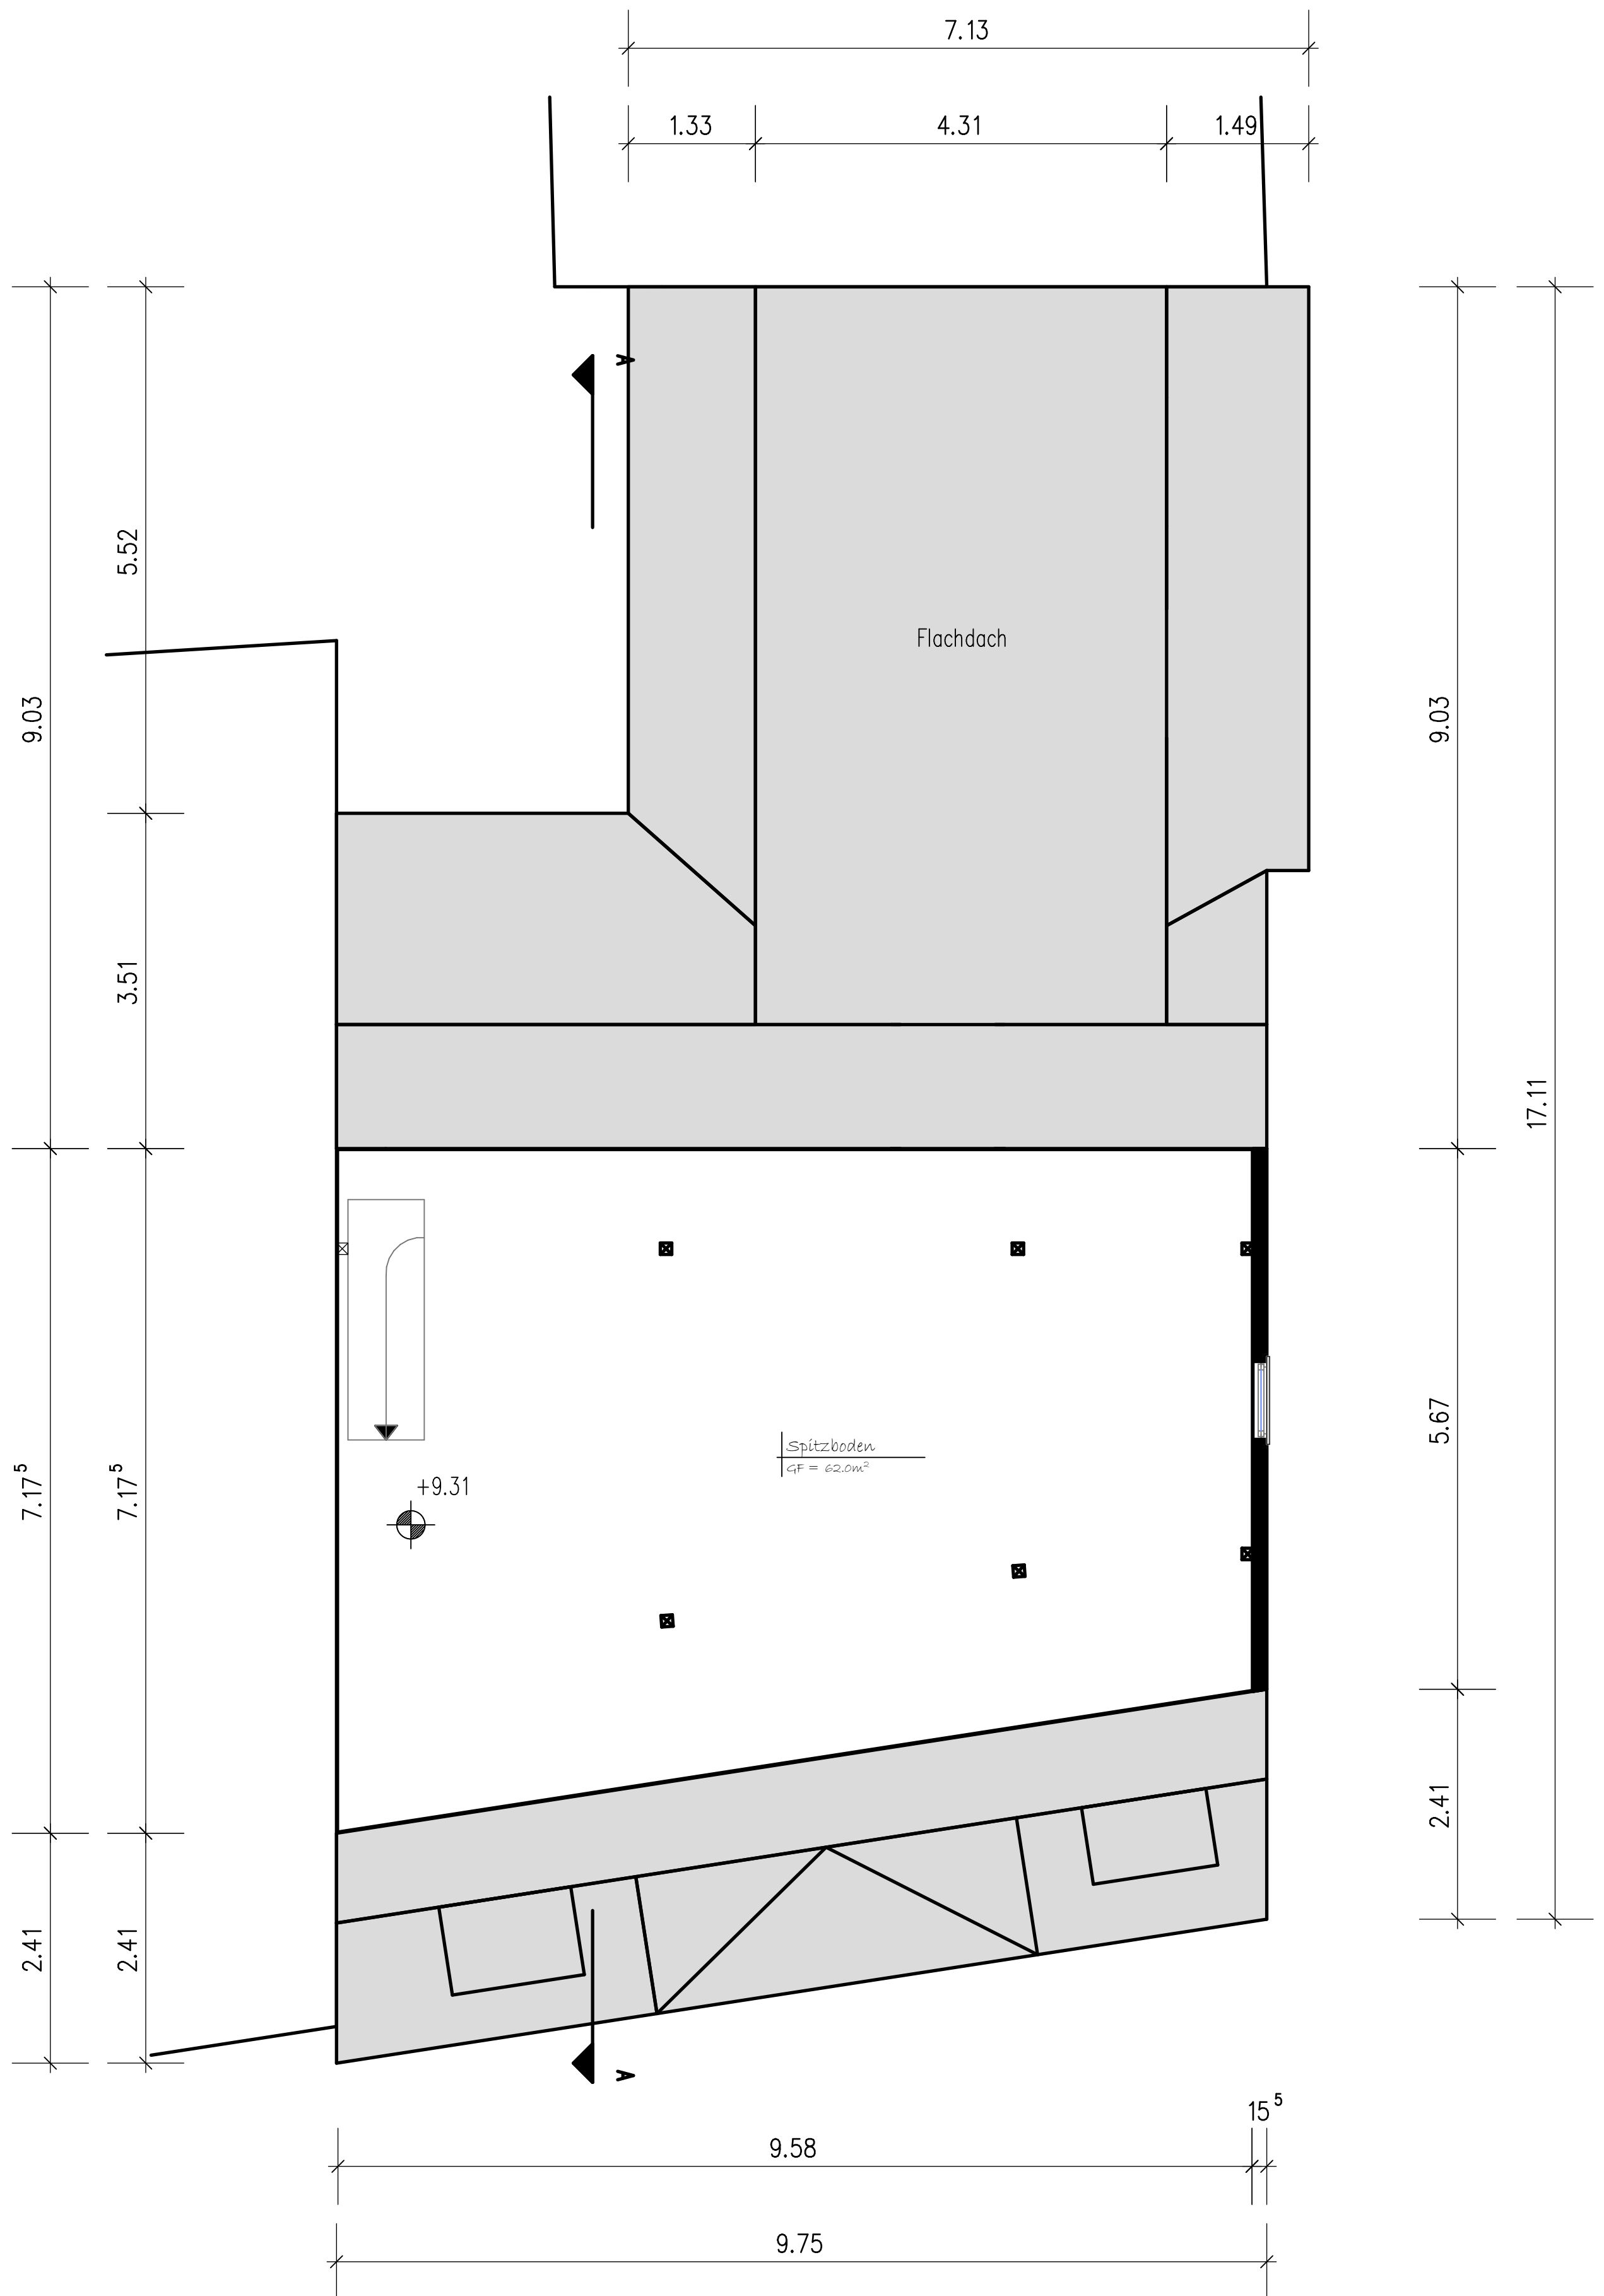 7.13
1.33 4.31 1.49
A
5.52
Flachdach
9.03
9.03
3.51
17.11
5.67
Spitzboden
GF = 62.0m²
+9.31
7.17⁵
7.17⁵
2.41
2.41
2.41
A
15⁵
9.58
9.75